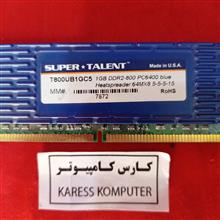 SUPER★TALENT Made in U.S.A.
T800UB1GC5 1GB DDR2-800 PC6400 blue
Heatspreader 64MX8 5-5-5-15
MM#: 7872 RoHS
کارس کامپیوتر
KARESS KOMPUTER